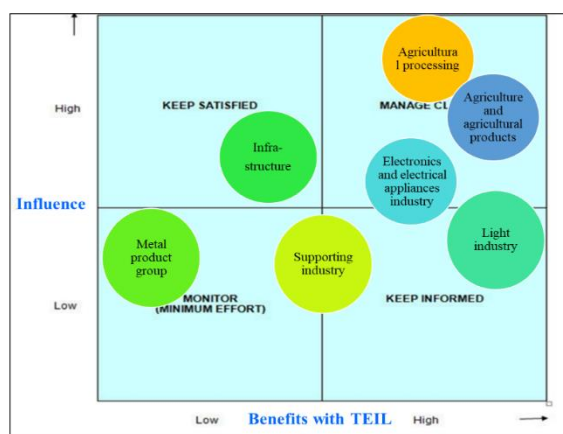 Agricultura
l processing
High
KEEP SATISFIED
MANAGE CL
Agriculture and
agricultural
products
Infra-
structure
Electronics
and electrical
appliances
industry
Influence
Metal
product
group
Supporting
industry
Light
industry
Low
MONITOR
(MINIMUM EFFORT)
KEEP INFORMED
Low
Benefits with TEIL
High